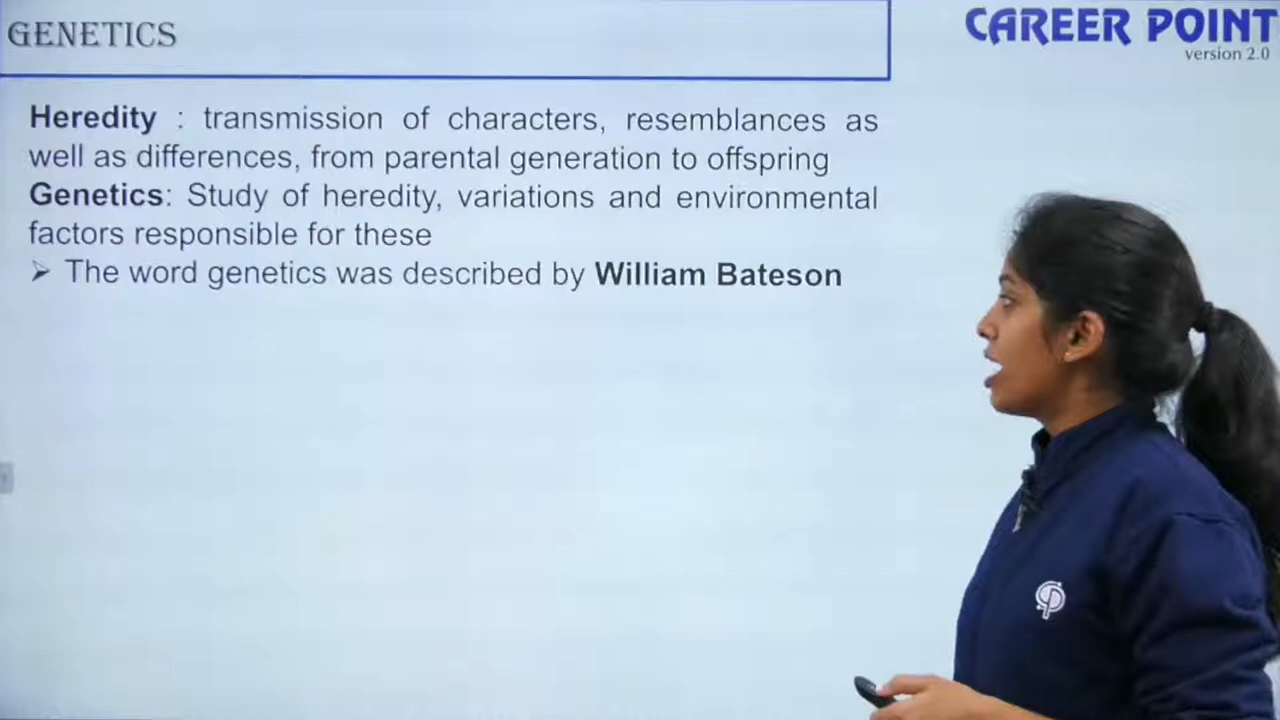 GENETICS
CAREER POINT
version 2.0
Heredity : transmission of characters, resemblances as
well as differences, from parental generation to offspring
Genetics: Study of heredity, variations and environmental
factors responsible for these
➤ The word genetics was described by William Bateson